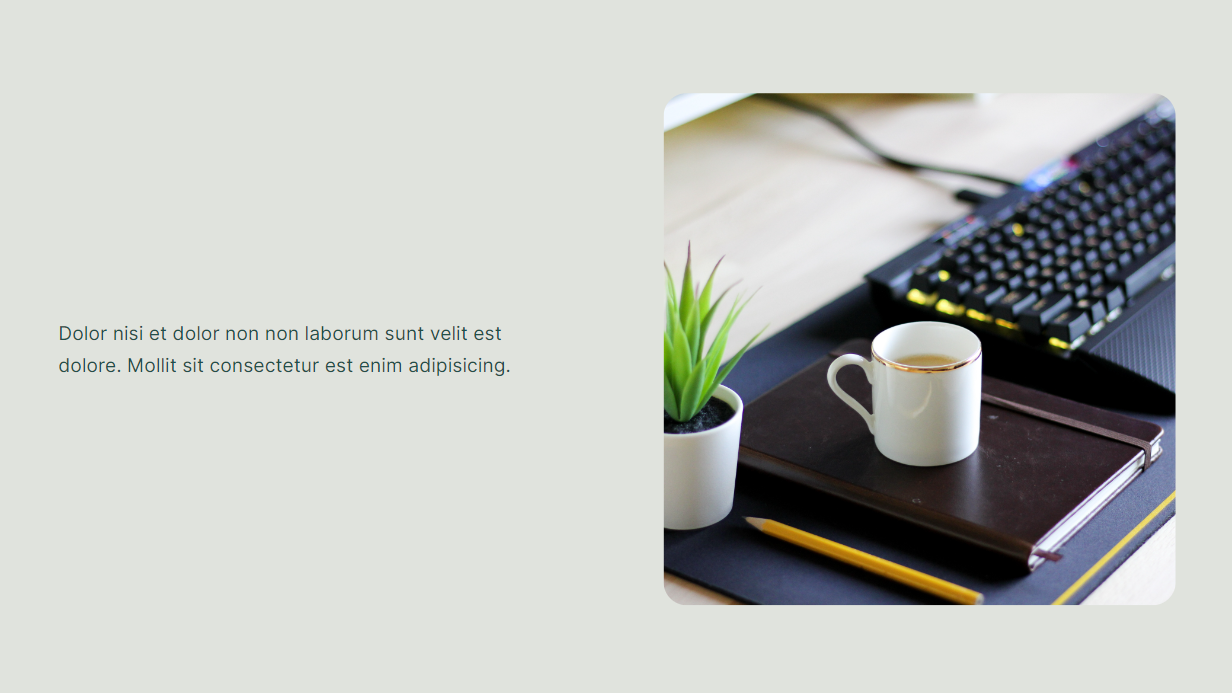 Dolor nisi et dolor non non laborum sunt velit est
dolore. Mollit sit consectetur est enim adipisicing.